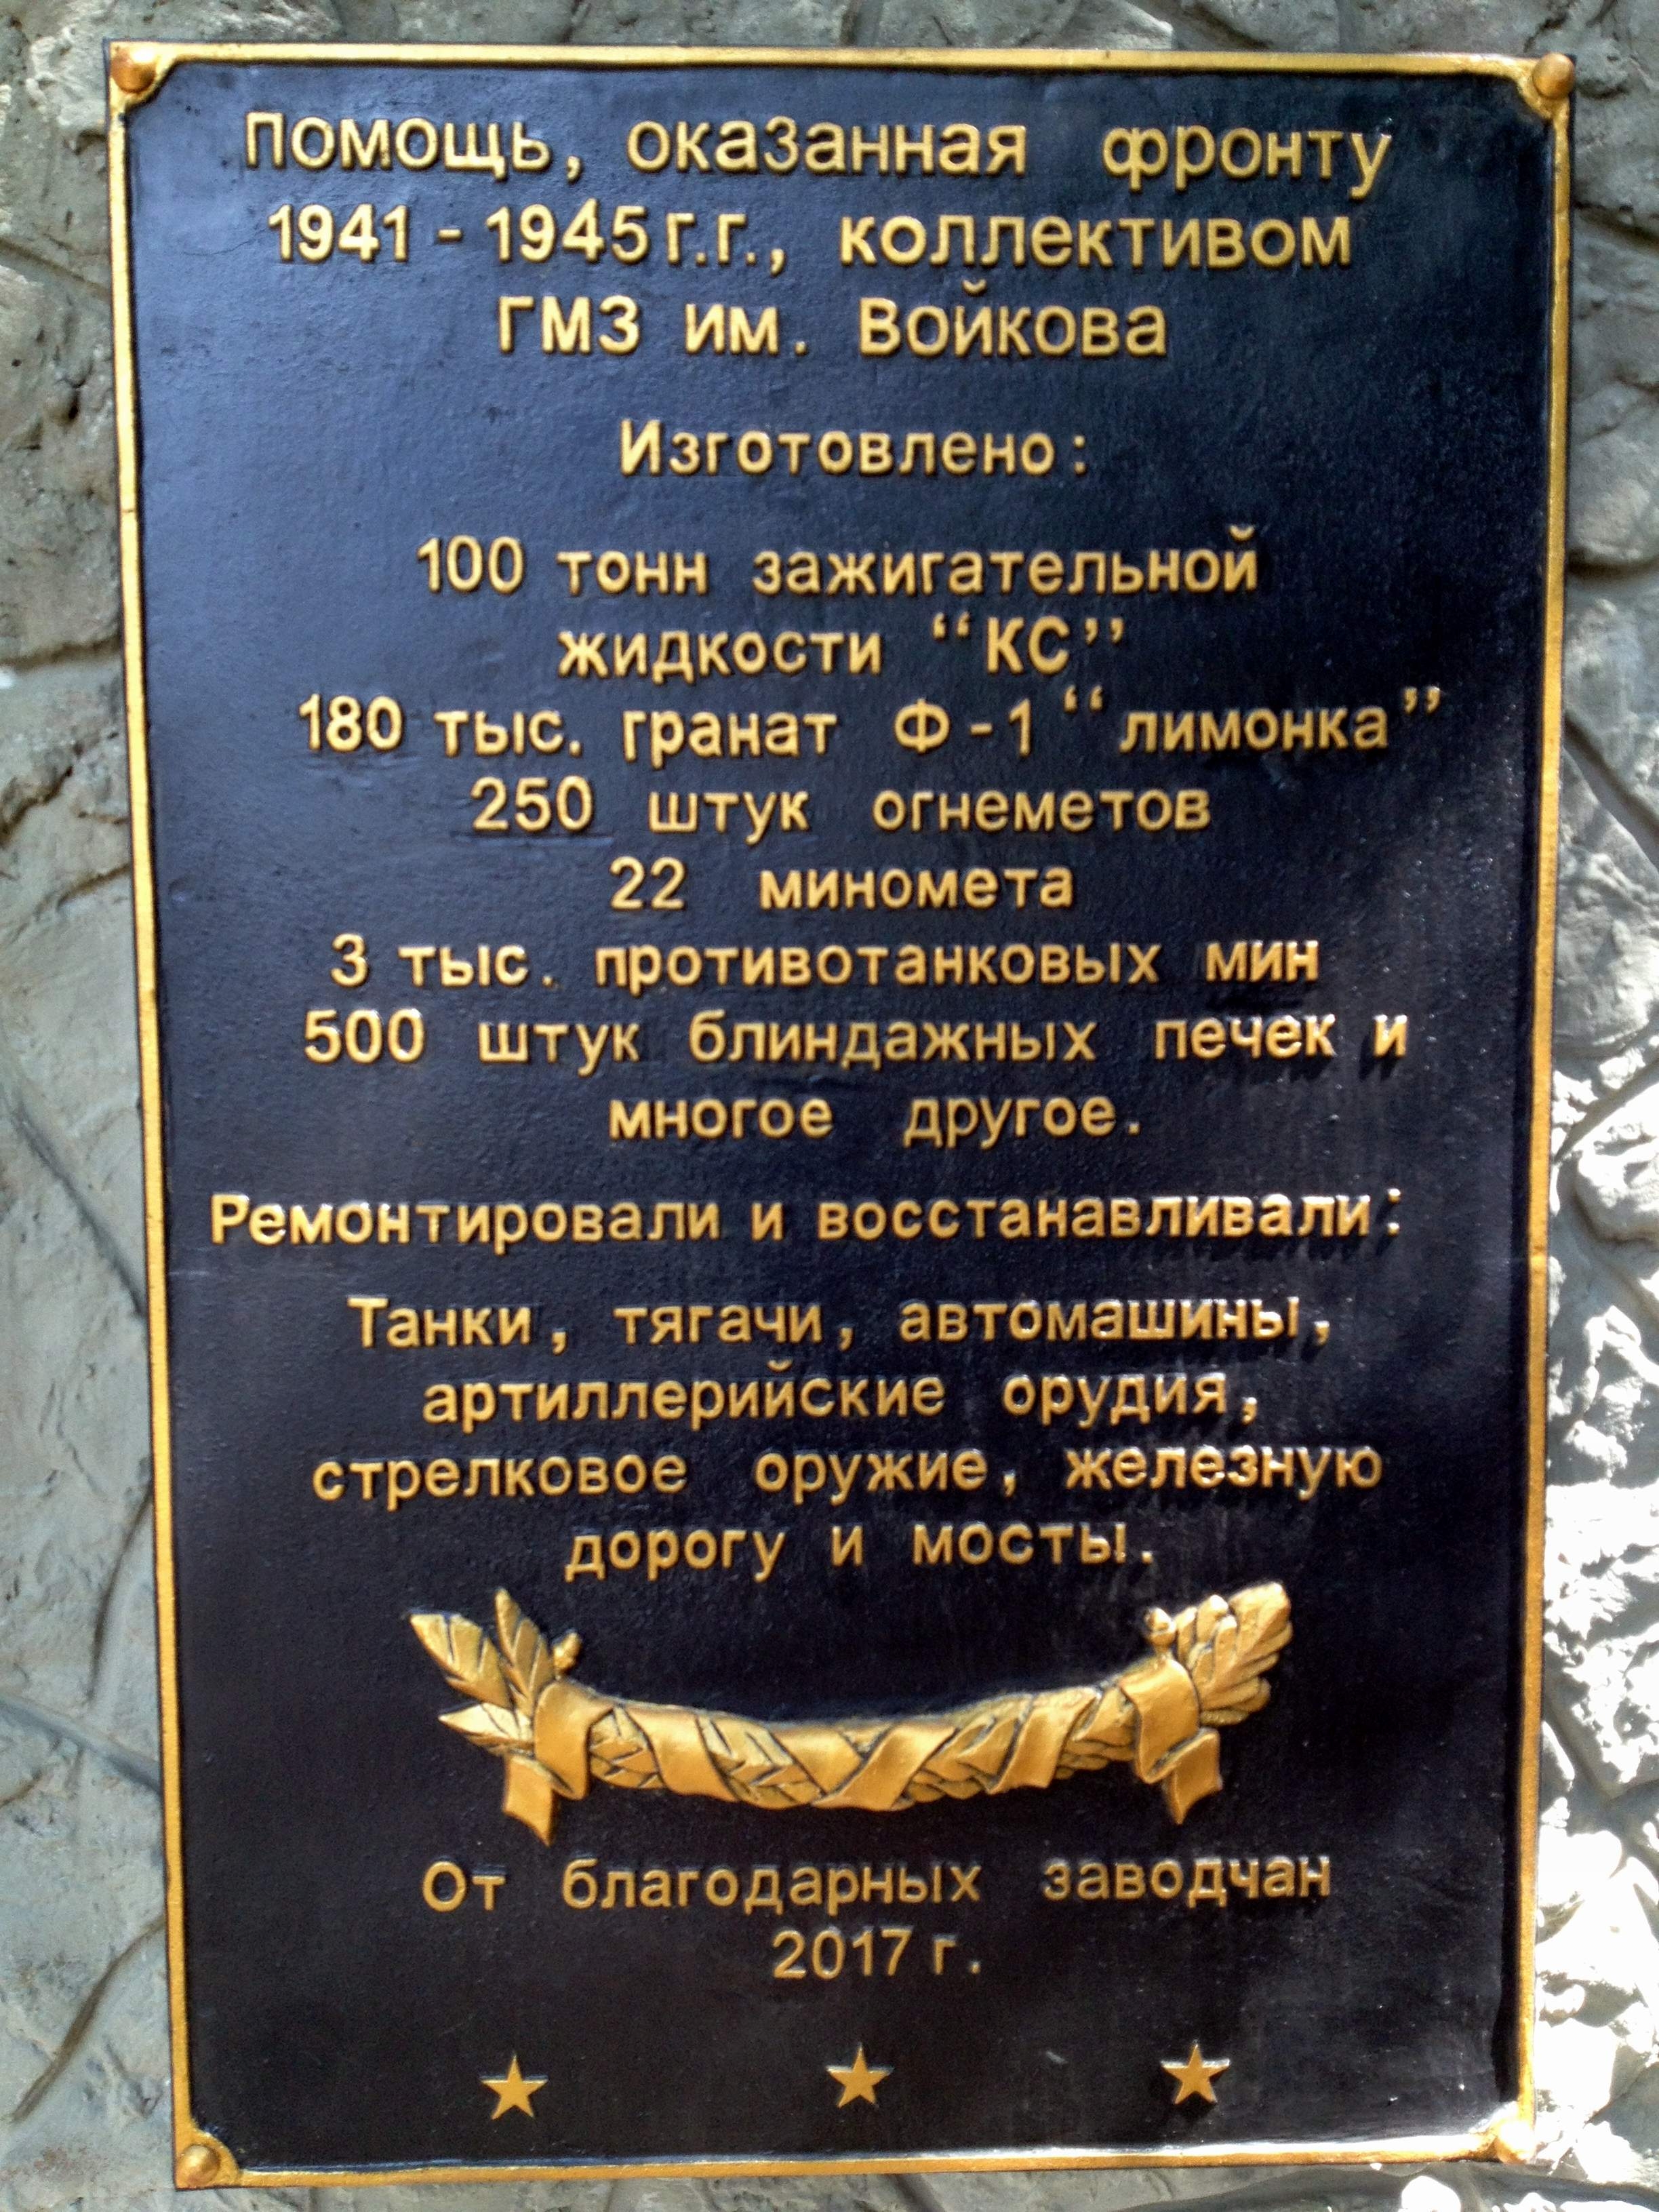 Помощь, оказанная фронту
1941 - 1945 г.г., коллективом
ГМЗ им. Войкова
Изготовлено:
100 тонн зажигательной
жидкости “КС”
180 тыс. гранат Ф-1 “лимонка”
250 штук огнеметов
22 миномета
3 тыс. противотанковых мин
500 штук блиндажных печек и
многое другое.
Ремонтировали и восстанавливали:
Танки, тягачи, автомашины,
артиллерийские орудия,
стрелковое оружие, железную
дорогу и мосты.
От благодарных заводчан
2017 г.